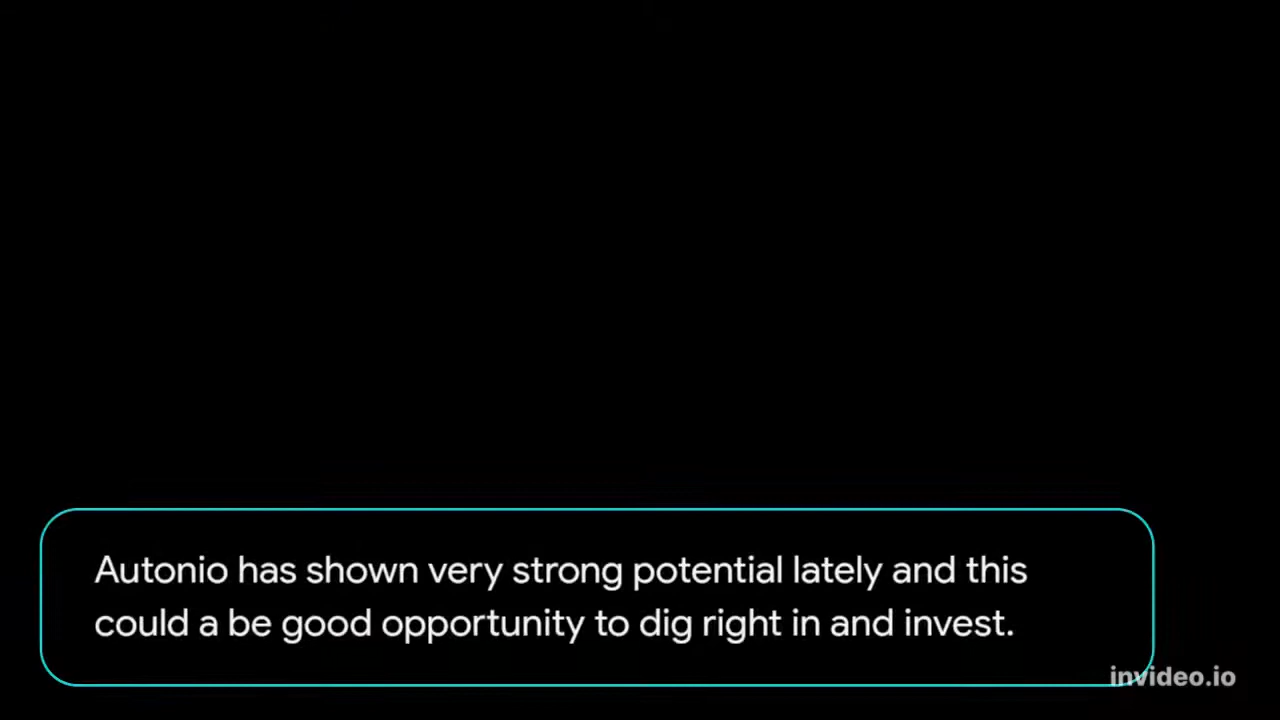 Autonio has shown very strong potential lately and this
could a be good opportunity to dig right in and invest.
invideo.io